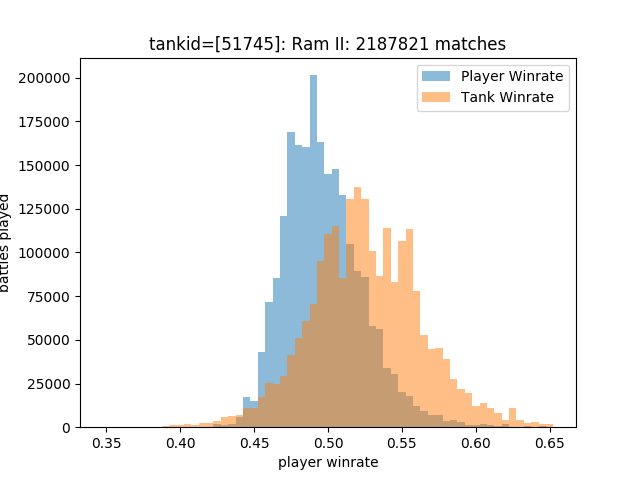 tankid=[51745]: Ram II: 2187821 matches
Player Winrate
Tank Winrate
200000
175000
150000
125000
100000
75000
50000
25000
0
battles played
0.35 0.40 0.45 0.50 0.55 0.60 0.65
player winrate